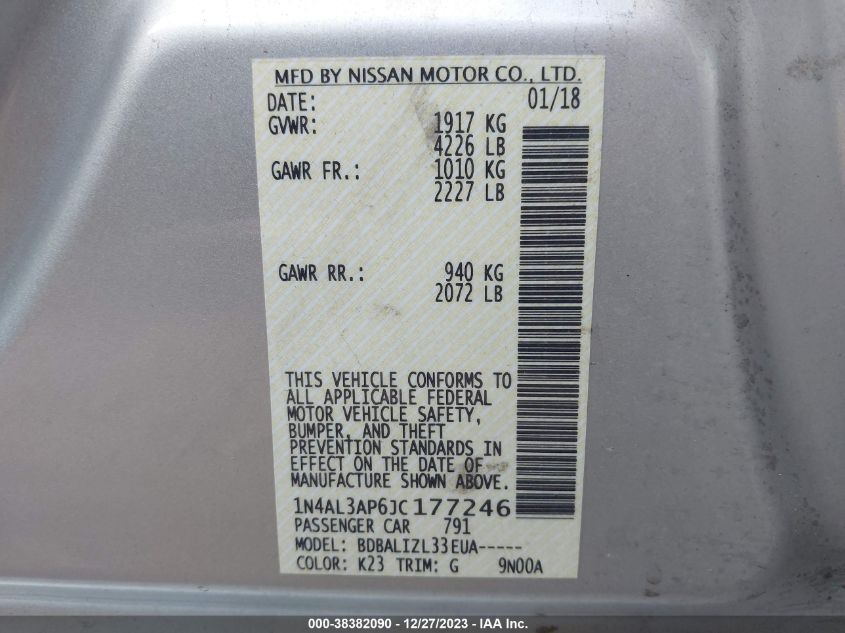 MFD BY NISSAN MOTOR CO., LTD.
DATE: 01/18
GVWR: 1917 KG
4226 LB
GAWR FR.: 1010 KG
2227 LB
GAWR RR.: 940 KG
2072 LB
THIS VEHICLE CONFORMS TO
ALL APPLICABLE FEDERAL
MOTOR VEHICLE SAFETY,
BUMPER, AND THEFT
PREVENTION STANDARDS IN
EFFECT ON THE DATE OF
MANUFACTURE SHOWN ABOVE.
1N4AL3AP6JC177246
PASSENGER CAR 791
MODEL: BDBALIZL33EUA-----
COLOR: K23 TRIM: G 9N00A
000-38382090 - 12/27/2023 - IAA Inc.